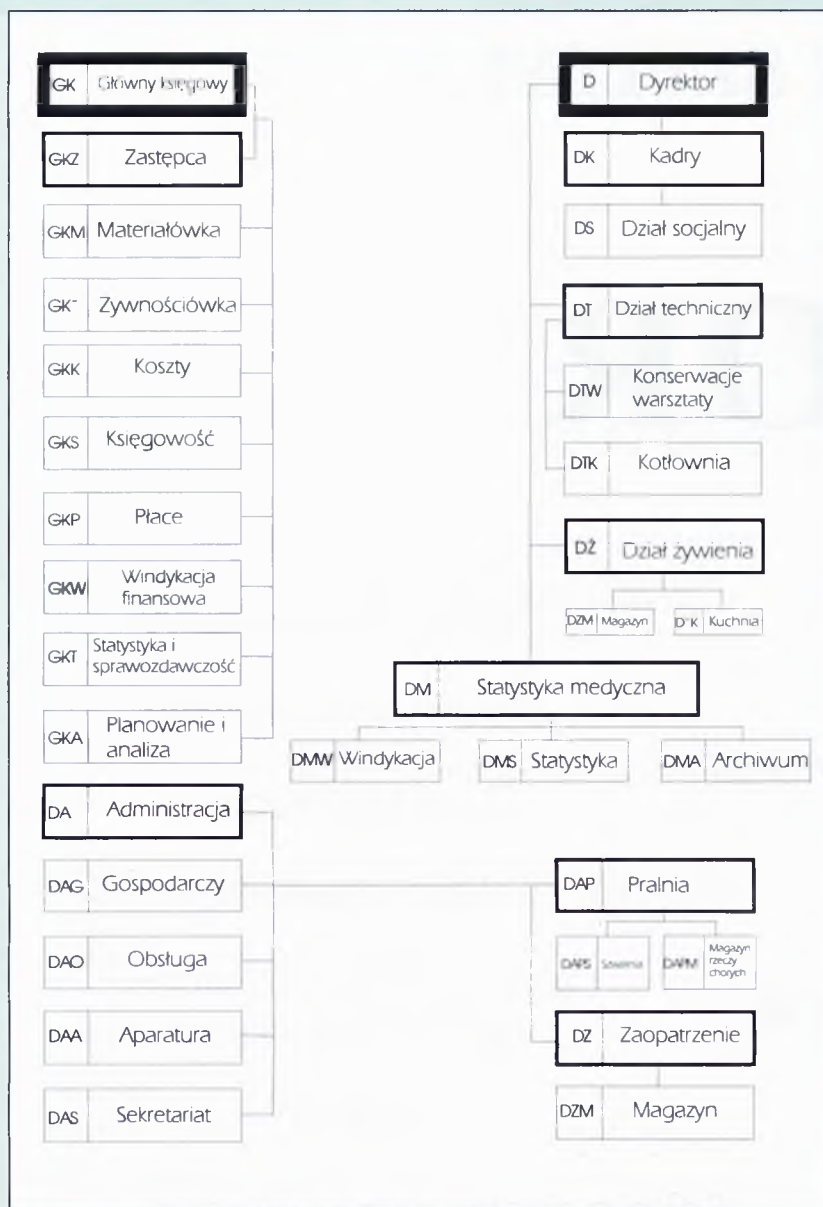 GK Główny księgowy
GKZ Zastępca
GKM Materiałówka
Zywnościówka
GKK Koszty
GKS Księgowość
GKP Płace
GKW Windykacja
finansowa
GKT Statystyka i
sprawozdawczość
GKA Planowanie i
analiza
DA Administracja
DAG Gospodarczy
DAO Obsługa
DAA Aparatura
DAS Sekretariat
D Dyrektor
DK Kadry
DS Dział socjalny
DT Dział techniczny
DTW Konserwacje
warsztaty
DTK Kotłownia
DŻ Dział żywienia
DZM Magazyn
Kuchnia
DM Statystyka medyczna
DMW Windykacja
DMS Statystyka
DMA Archiwum
DAP Pralnia
DAPS
DAPM Magazyn
rzeczy
chorych
DZ Zaopatrzenie
DZM Magazyn